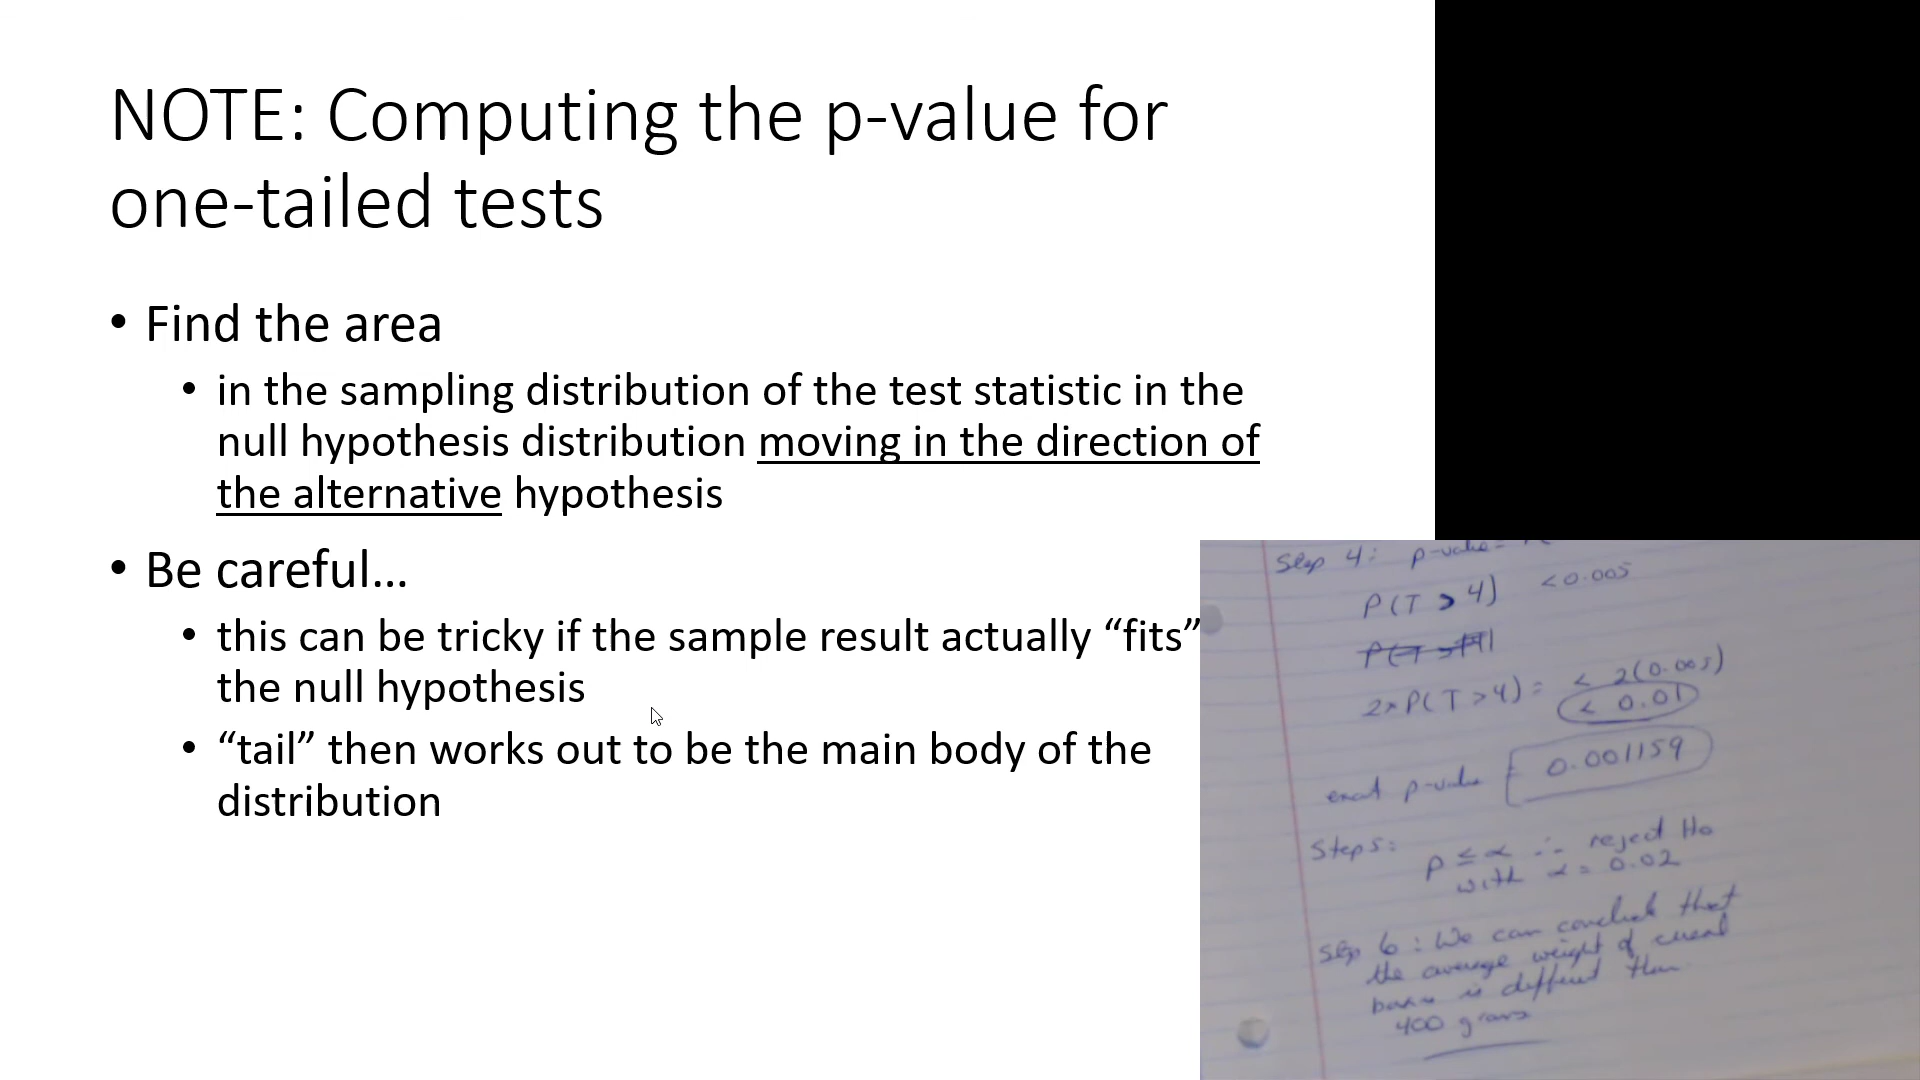 NOTE: Computing the p-value for
one-tailed tests
• Find the area
• in the sampling distribution of the test statistic in the
null hypothesis distribution moving in the direction of
the alternative hypothesis
• Be careful…
• this can be tricky if the sample result actually “fits”
the null hypothesis
• “tail” then works out to be the main body of the
distribution
Step 4: p-value=
P(T > 4) < 0.005
2×P(T > 4) = < 2(0.005)
< 0.01
exact p-value = 0.001159
Step 5:
p ≤ α ∴ reject Ho
with α = 0.02
Step 6: We can conclude that
the average weight of cereal
boxes is different than
400 grams